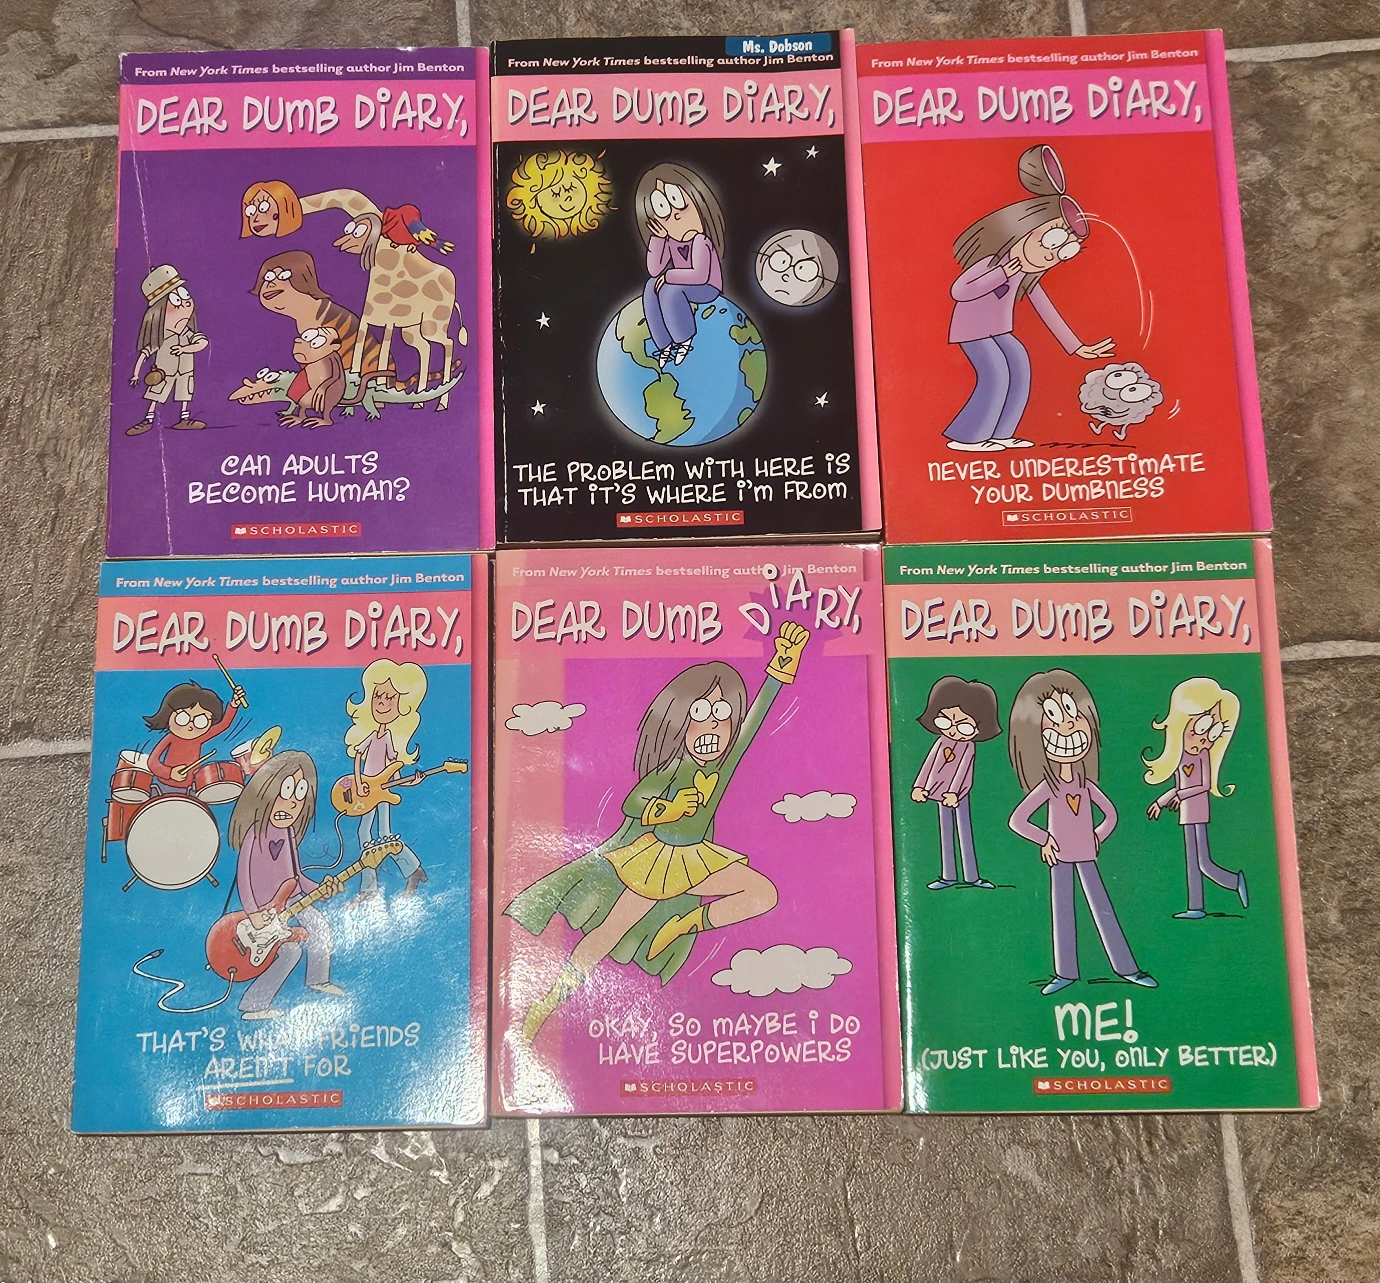 From New York Times bestselling author Jim Benton
DEAR DUMB DIARY,
CAN ADULTS
BECOME HUMAN?
SCHOLASTIC
Ms. Dobson
From New York Times bestselling author Jim Benton
DEAR DUMB DIARY,
THE PROBLEM WITH HERE IS
THAT IT'S WHERE I'M FROM
SCHOLASTIC
From New York Times bestselling author Jim Benton
DEAR DUMB DIARY,
NEVER UNDERESTIMATE
YOUR DUMBNESS
SCHOLASTIC
From New York Times bestselling author Jim Benton
DEAR DUMB DIARY,
THAT'S WHAT FRIENDS
AREN'T FOR
SCHOLASTIC
From New York Times bestselling author Jim Benton
DEAR DUMB DIARY,
OKAY, SO MAYBE I DO
HAVE SUPERPOWERS
SCHOLASTIC
From New York Times bestselling author Jim Benton
DEAR DUMB DIARY,
ME!
(JUST LIKE YOU, ONLY BETTER)
SCHOLASTIC